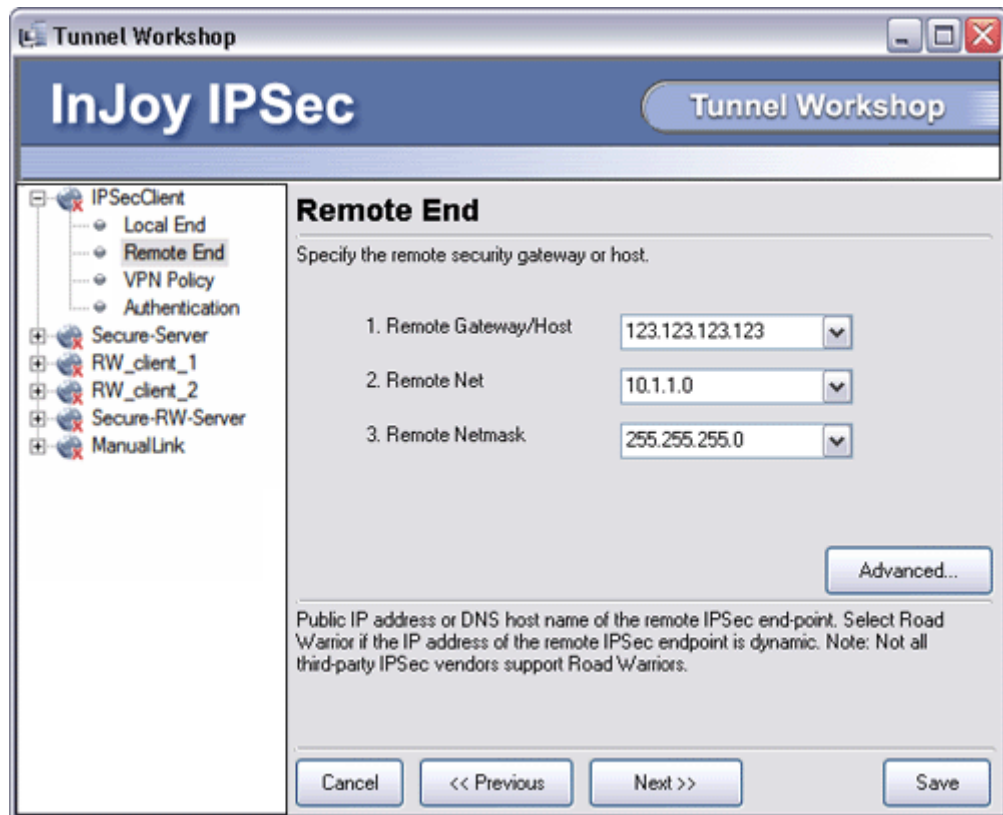 Tunnel Workshop
InJoy IPSec
Tunnel Workshop
IPSecClient
Local End
Remote End
VPN Policy
Authentication
Secure-Server
RW_client_1
RW_client_2
Secure-RW-Server
ManualLink
Remote End
Specify the remote security gateway or host.
1. Remote Gateway/Host 123.123.123.123
2. Remote Net 10.1.1.0
3. Remote Netmask 255.255.255.0
Advanced...
Public IP address or DNS host name of the remote IPSec end-point. Select Road
Warrior if the IP address of the remote IPSec endpoint is dynamic. Note: Not all
third-party IPSec vendors support Road Warriors.
Cancel << Previous Next >> Save